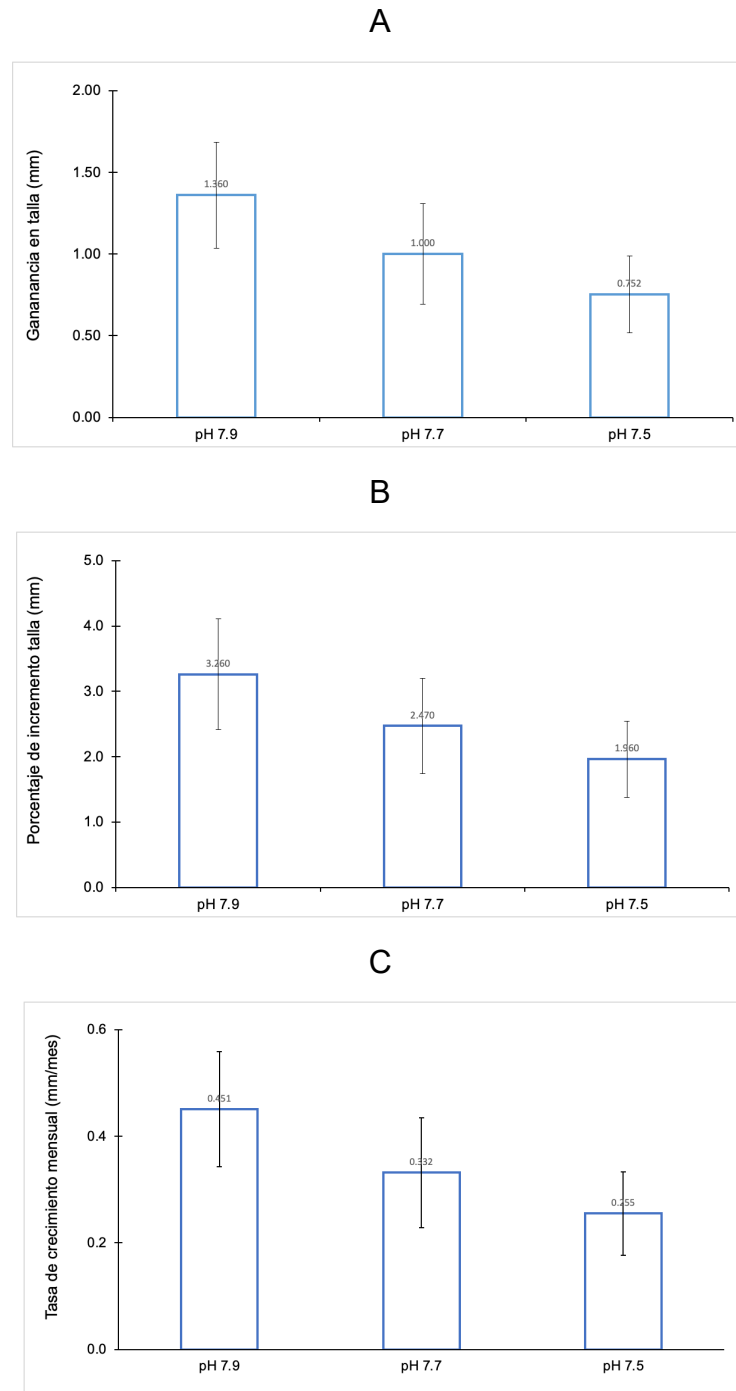 A
Gananancia en talla (mm)
2.00
1.50
1.00
0.50
0.00
1.360
1.000
0.752
pH 7.9
pH 7.7
pH 7.5
B
Porcentaje de incremento talla (mm)
5.0
4.0
3.0
2.0
1.0
0.0
3.260
2.470
1.960
pH 7.9
pH 7.7
pH 7.5
C
Tasa de crecimiento mensual (mm/mes)
0.6
0.4
0.2
0.0
0.451
0.332
0.255
pH 7.9
pH 7.7
pH 7.5